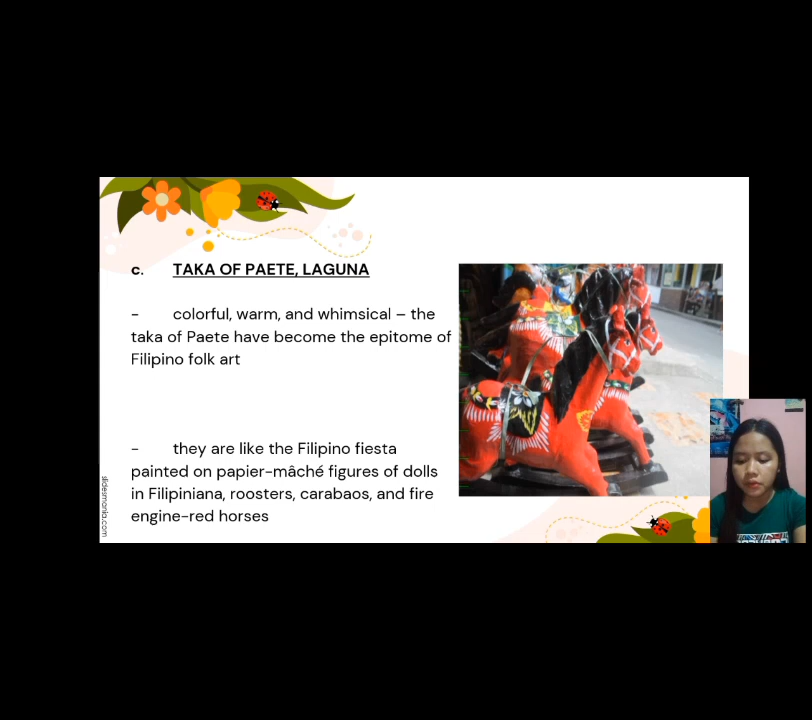 c. TAKA OF PAETE, LAGUNA
- colorful, warm, and whimsical – the
taka of Paete have become the epitome of
Filipino folk art
- they are like the Filipino fiesta
painted on papier-mâché figures of dolls
in Filipiniana, roosters, carabaos, and fire
engine-red horses
slidesmania.com